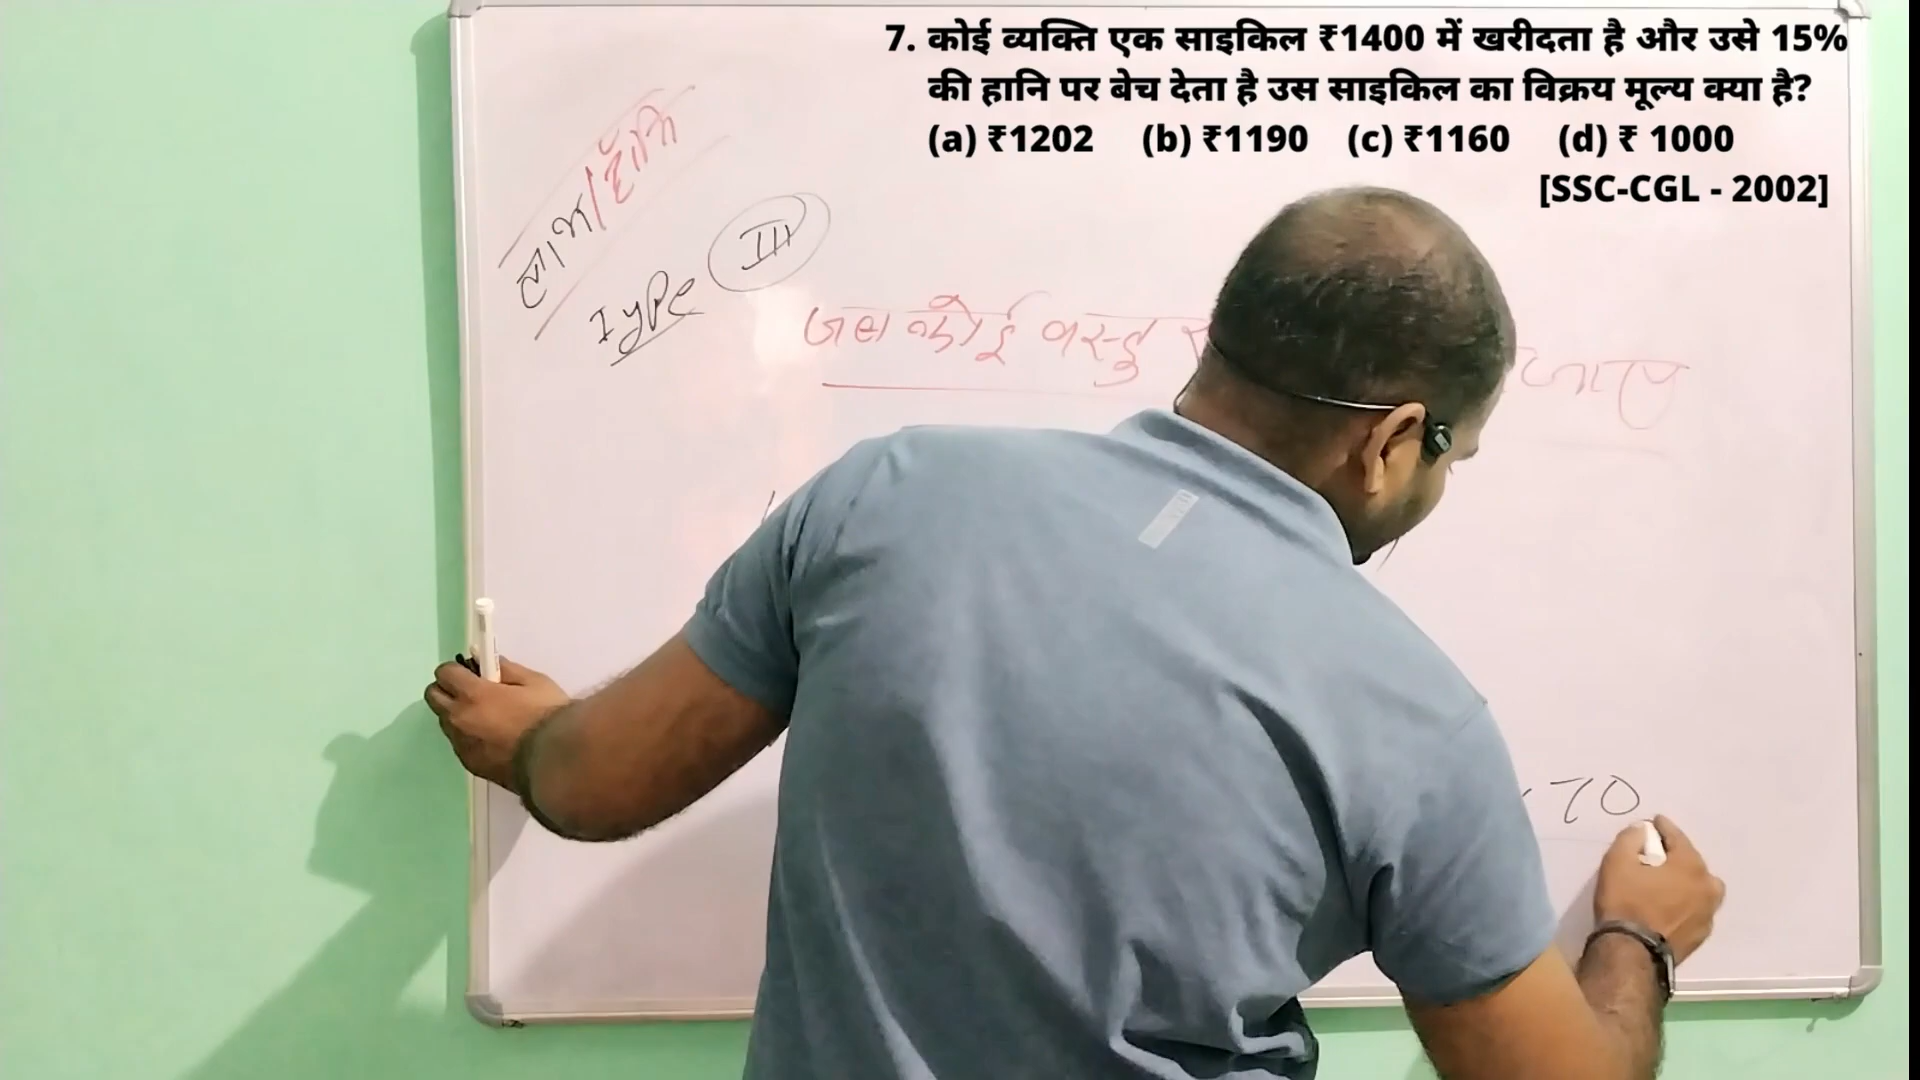 7. कोई व्यक्ति एक साइकिल ₹1400 में खरीदता है और उसे 15%
की हानि पर बेच देता है उस साइकिल का विक्रय मूल्य क्या है?
(a) ₹1202 (b) ₹1190 (c) ₹1160 (d) ₹ 1000
[SSC-CGL - 2002]
लाभ/हानि
Type III
जब कोई वस्तु
जाए
70